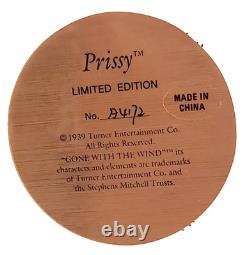 Prissy™
LIMITED EDITION
No. A4172
MADE IN
CHINA
© 1939 Turner Entertainment Co.
All Rights Reserved.
"GONE WITH THE WIND"™ its
characters and elements are trademarks
of Turner Entertainment Co. and
the Stephens Mitchell Trusts.